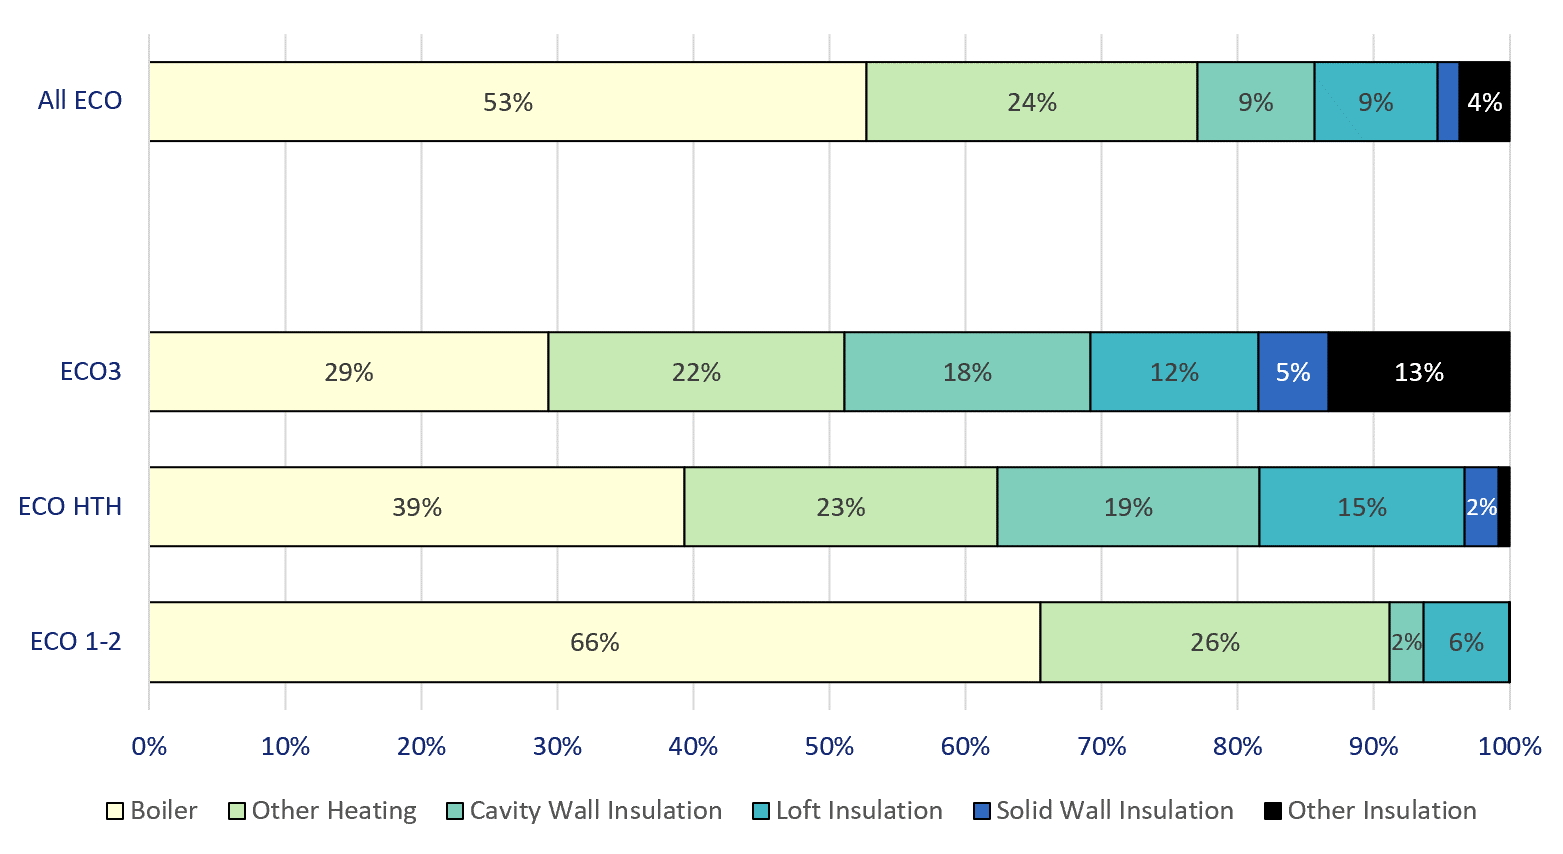 All ECO 53% 24% 9% 9% 4%
ECO3 29% 22% 18% 12% 5% 13%
ECO HTH 39% 23% 19% 15% 2%
ECO 1-2 66% 26% 2% 6%
0% 10% 20% 30% 40% 50% 60% 70% 80% 90% 100%
Boiler Other Heating Cavity Wall Insulation Loft Insulation Solid Wall Insulation Other Insulation